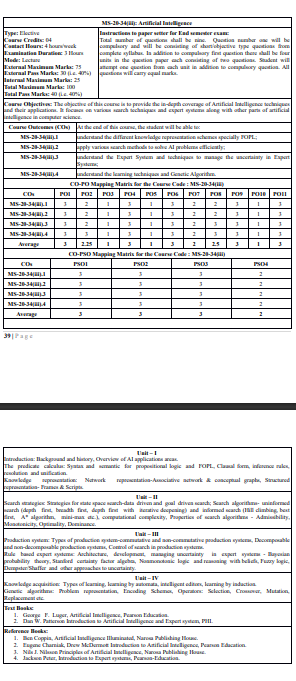 MS-20-34(iii): Artificial Intelligence
Type: Elective
Course Credits: 04
Contact Hours: 4 hours/week
Examination Duration: 3 Hours
Mode: Lecture
External Maximum Marks: 75
External Pass Marks: 30 (i.e. 40%)
Internal Maximum Marks: 25
Total Maximum Marks: 100
Total Pass Marks: 40 (i.e. 40%)
Instructions to paper setter for End semester exam:
Total number of questions shall be nine. Question number one will be
compulsory and will be consisting of short/objective type questions from
complete syllabus. In addition to compulsory first question there shall be four
units in the question paper each consisting of two questions. Student will
attempt one question from each unit in addition to compulsory question. All
questions will carry equal marks.
Course Objectives: The objective of this course is to provide the in-depth coverage of Artificial Intelligence techniques
and their applications. It focuses on various search techniques and expert systems along with other parts of artificial
intelligence in computer science.
Course Outcomes (COs) At the end of this course, the student will be able to:
MS-20-34(iii).1 understand the different knowledge representation schemes specially FOPL;
MS-20-34(iii).2 apply various search methods to solve AI problems efficiently;
MS-20-34(iii).3 understand the Expert System and techniques to manage the uncertainty in Expert
Systems;
MS-20-34(iii).4 understand the learning techniques and Genetic Algorithm.
CO-PO Mapping Matrix for the Course Code : MS-20-34(iii)
COs PO1 PO2 PO3 PO4 PO5 PO6 PO7 PO8 PO9 PO10 PO11
MS-20-34(iii).1 3 2 1 3 1 3 2 2 3 1 3
MS-20-34(iii).2 3 2 1 3 1 3 2
MS-20-34(iii).3 3 2 1 3 1 3 2
MS-20-34(iii).4 3 3 1 3 1 3 2
Average 3 2.25 1 3 1 3 2 2.5 3 1 3
CO-PSO Mapping Matrix for the Course Code : MS-20-34(iii)
COs PSO1 PSO2 PSO3 PSO4
MS-20-34(iii).1 3 3 3 2
MS-20-34(iii).2 3 3 3 2
MS-20-34(iii).3 3 3 3 2
MS-20-34(iii).4 3 3 3 2
Average 3 3 3 2
39 | P a g e
Unit – I
Introduction: Background and history, Overview of AI applications areas.
The predicate calculus: Syntax and semantic for propositional logic and FOPL, Clausal form, inference rules,
resolution and unification.
Knowledge representation: Network representation-Associative network & conceptual graphs, Structured
representation- Frames & Scripts.
Unit – II
Search strategies: Strategies for state space search-data driven and goal driven search; Search algorithms- uninformed
search (depth first, breadth first, depth first with iterative deepening) and informed search (Hill climbing, best
first, A* algorithm, mini-max etc.), computational complexity, Properties of search algorithms - Admissibility,
Monotonicity, Optimality, Dominance.
Unit – III
Production system: Types of production system-commutative and non-commutative production systems, Decomposable
and non-decomposable production systems, Control of search in production systems.
Rule based expert systems: Architecture, development, managing uncertainty in expert systems - Bayesian
probability theory, Stanford certainty factor algebra, Nonmonotonic logic and reasoning with beliefs, Fuzzy logic,
Dempster/Shaffer and other approaches to uncertainty.
Unit – IV
Knowledge acquisition: Types of learning, learning by automata, intelligent editors, learning by induction.
Genetic algorithms: Problem representation, Encoding Schemes, Operators: Selection, Crossover, Mutation,
Replacement etc.
Text Books:
1. George F. Luger, Artificial Intelligence, Pearson Education.
2. Dan W. Patterson Introduction to Artificial Intelligence and Expert system, PHI.
Reference Books:
1. Ben Coppin, Artificial Intelligence Illuminated, Narosa Publishing House.
2. Eugene Charniak, Drew McDermott Introduction to Artificial Intelligence, Pearson Education.
3. Nils J. Nilsson Principles of Artificial Intelligence, Narosa Publishing House.
4. Jackson Peter, Introduction to Expert systems, Pearson-Education.